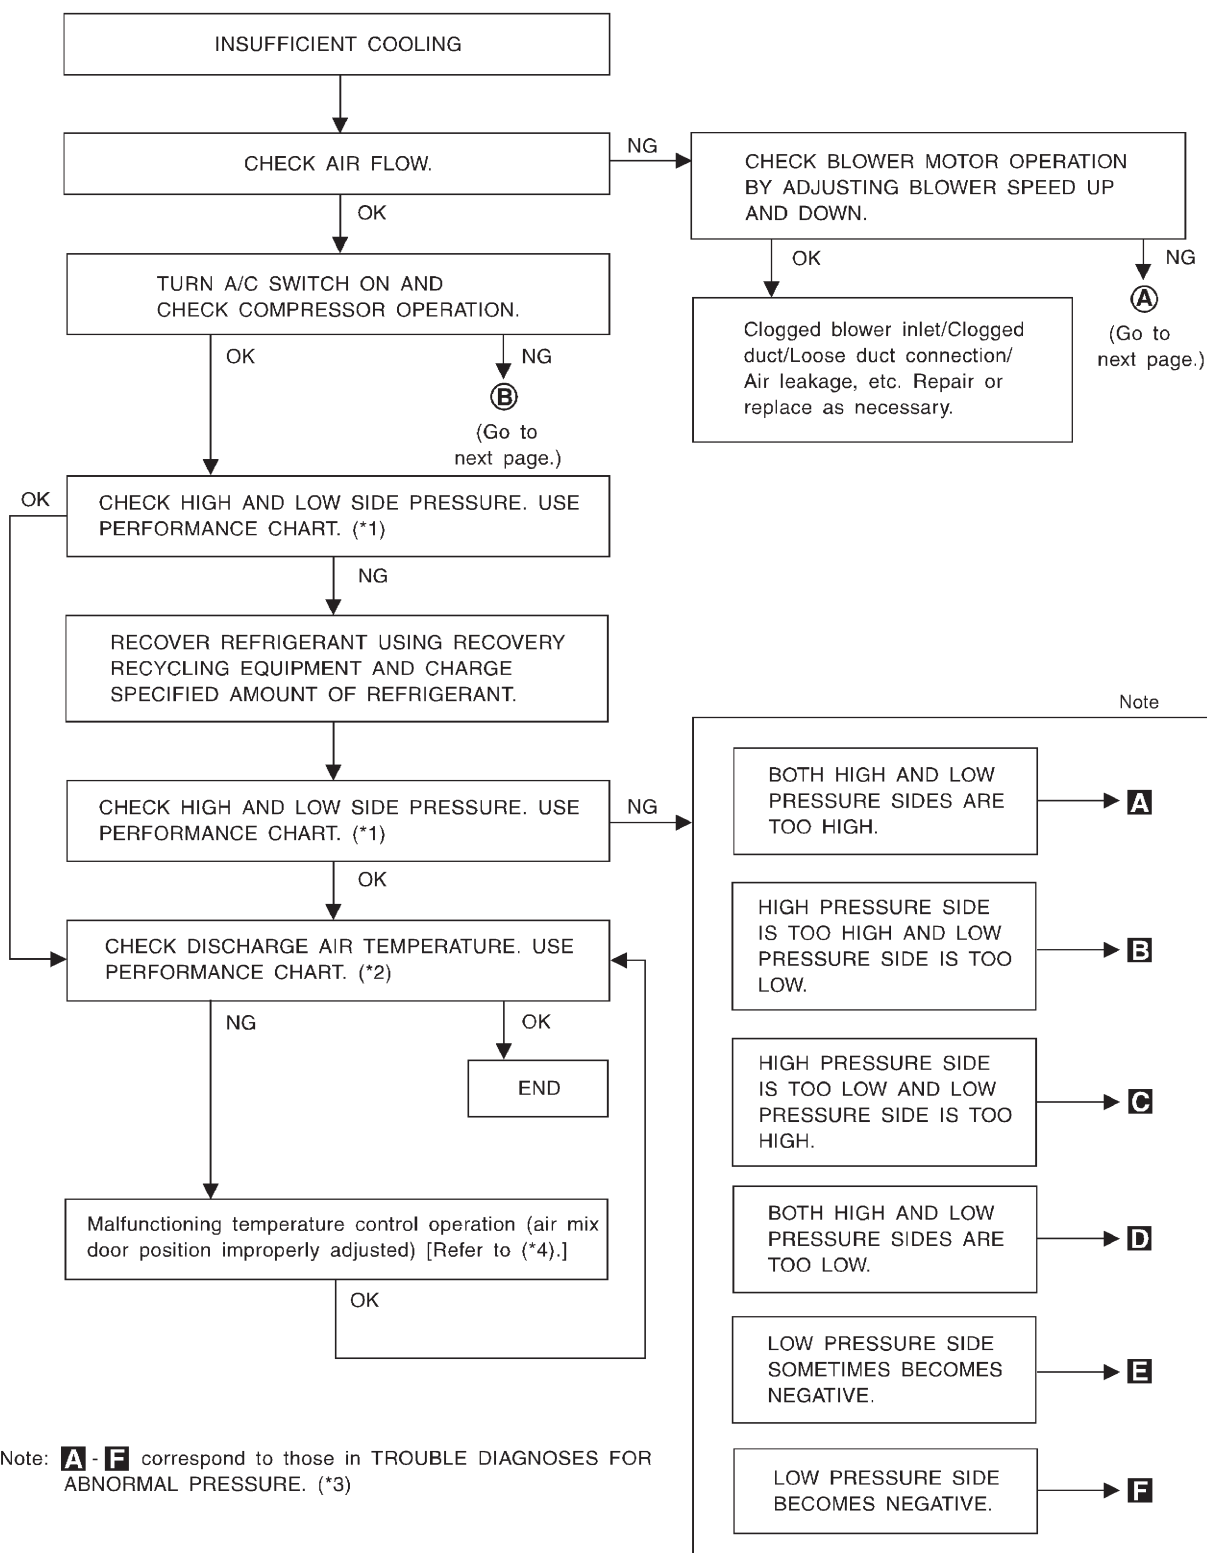 INSUFFICIENT COOLING
CHECK AIR FLOW.
NG
CHECK BLOWER MOTOR OPERATION
BY ADJUSTING BLOWER SPEED UP
AND DOWN.
OK
OK
NG
TURN A/C SWITCH ON AND
CHECK COMPRESSOR OPERATION.
A
(Go to
next page.)
Clogged blower inlet/Clogged
duct/Loose duct connection/
Air leakage, etc. Repair or
replace as necessary.
OK
NG
B
(Go to
next page.)
OK
CHECK HIGH AND LOW SIDE PRESSURE. USE
PERFORMANCE CHART. (*1)
NG
RECOVER REFRIGERANT USING RECOVERY
RECYCLING EQUIPMENT AND CHARGE
SPECIFIED AMOUNT OF REFRIGERANT.
CHECK HIGH AND LOW SIDE PRESSURE. USE
PERFORMANCE CHART. (*1)
NG
OK
CHECK DISCHARGE AIR TEMPERATURE. USE
PERFORMANCE CHART. (*2)
NG
OK
END
Malfunctioning temperature control operation (air mix
door position improperly adjusted) [Refer to (*4).]
OK
Note
BOTH HIGH AND LOW
PRESSURE SIDES ARE
TOO HIGH.
A
HIGH PRESSURE SIDE
IS TOO HIGH AND LOW
PRESSURE SIDE IS TOO
LOW.
B
HIGH PRESSURE SIDE
IS TOO LOW AND LOW
PRESSURE SIDE IS TOO
HIGH.
C
BOTH HIGH AND LOW
PRESSURE SIDES ARE
TOO LOW.
D
LOW PRESSURE SIDE
SOMETIMES BECOMES
NEGATIVE.
E
LOW PRESSURE SIDE
BECOMES NEGATIVE.
F
Note: A - F correspond to those in TROUBLE DIAGNOSES FOR
ABNORMAL PRESSURE. (*3)